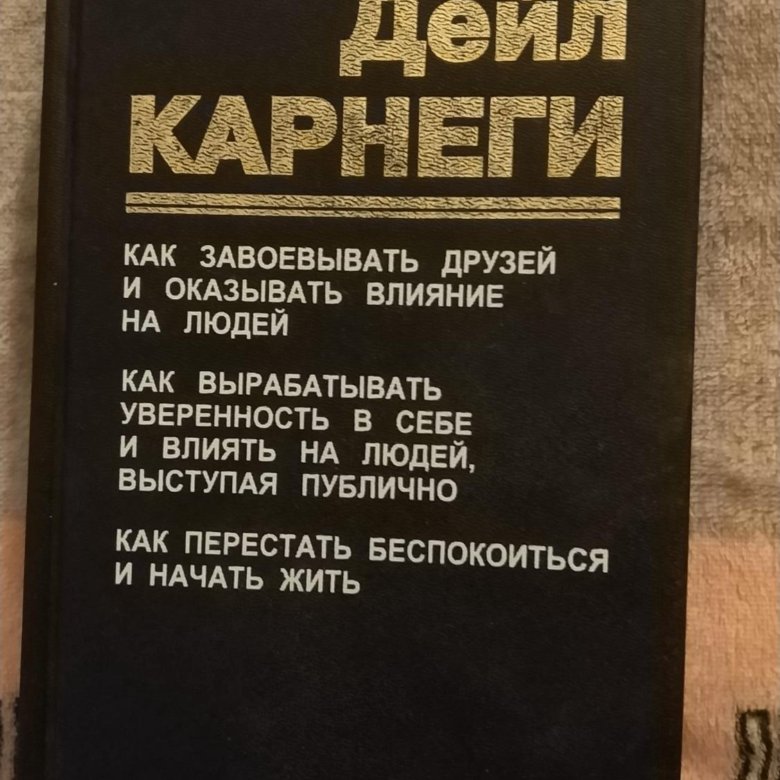 Дейл
КАРНЕГИ
КАК ЗАВОЕВЫВАТЬ ДРУЗЕЙ
И ОКАЗЫВАТЬ ВЛИЯНИЕ
НА ЛЮДЕЙ
КАК ВЫРАБАТЫВАТЬ
УВЕРЕННОСТЬ В СЕБЕ
И ВЛИЯТЬ НА ЛЮДЕЙ,
ВЫСТУПАЯ ПУБЛИЧНО
КАК ПЕРЕСТАТЬ БЕСПОКОИТЬСЯ
И НАЧАТЬ ЖИТЬ